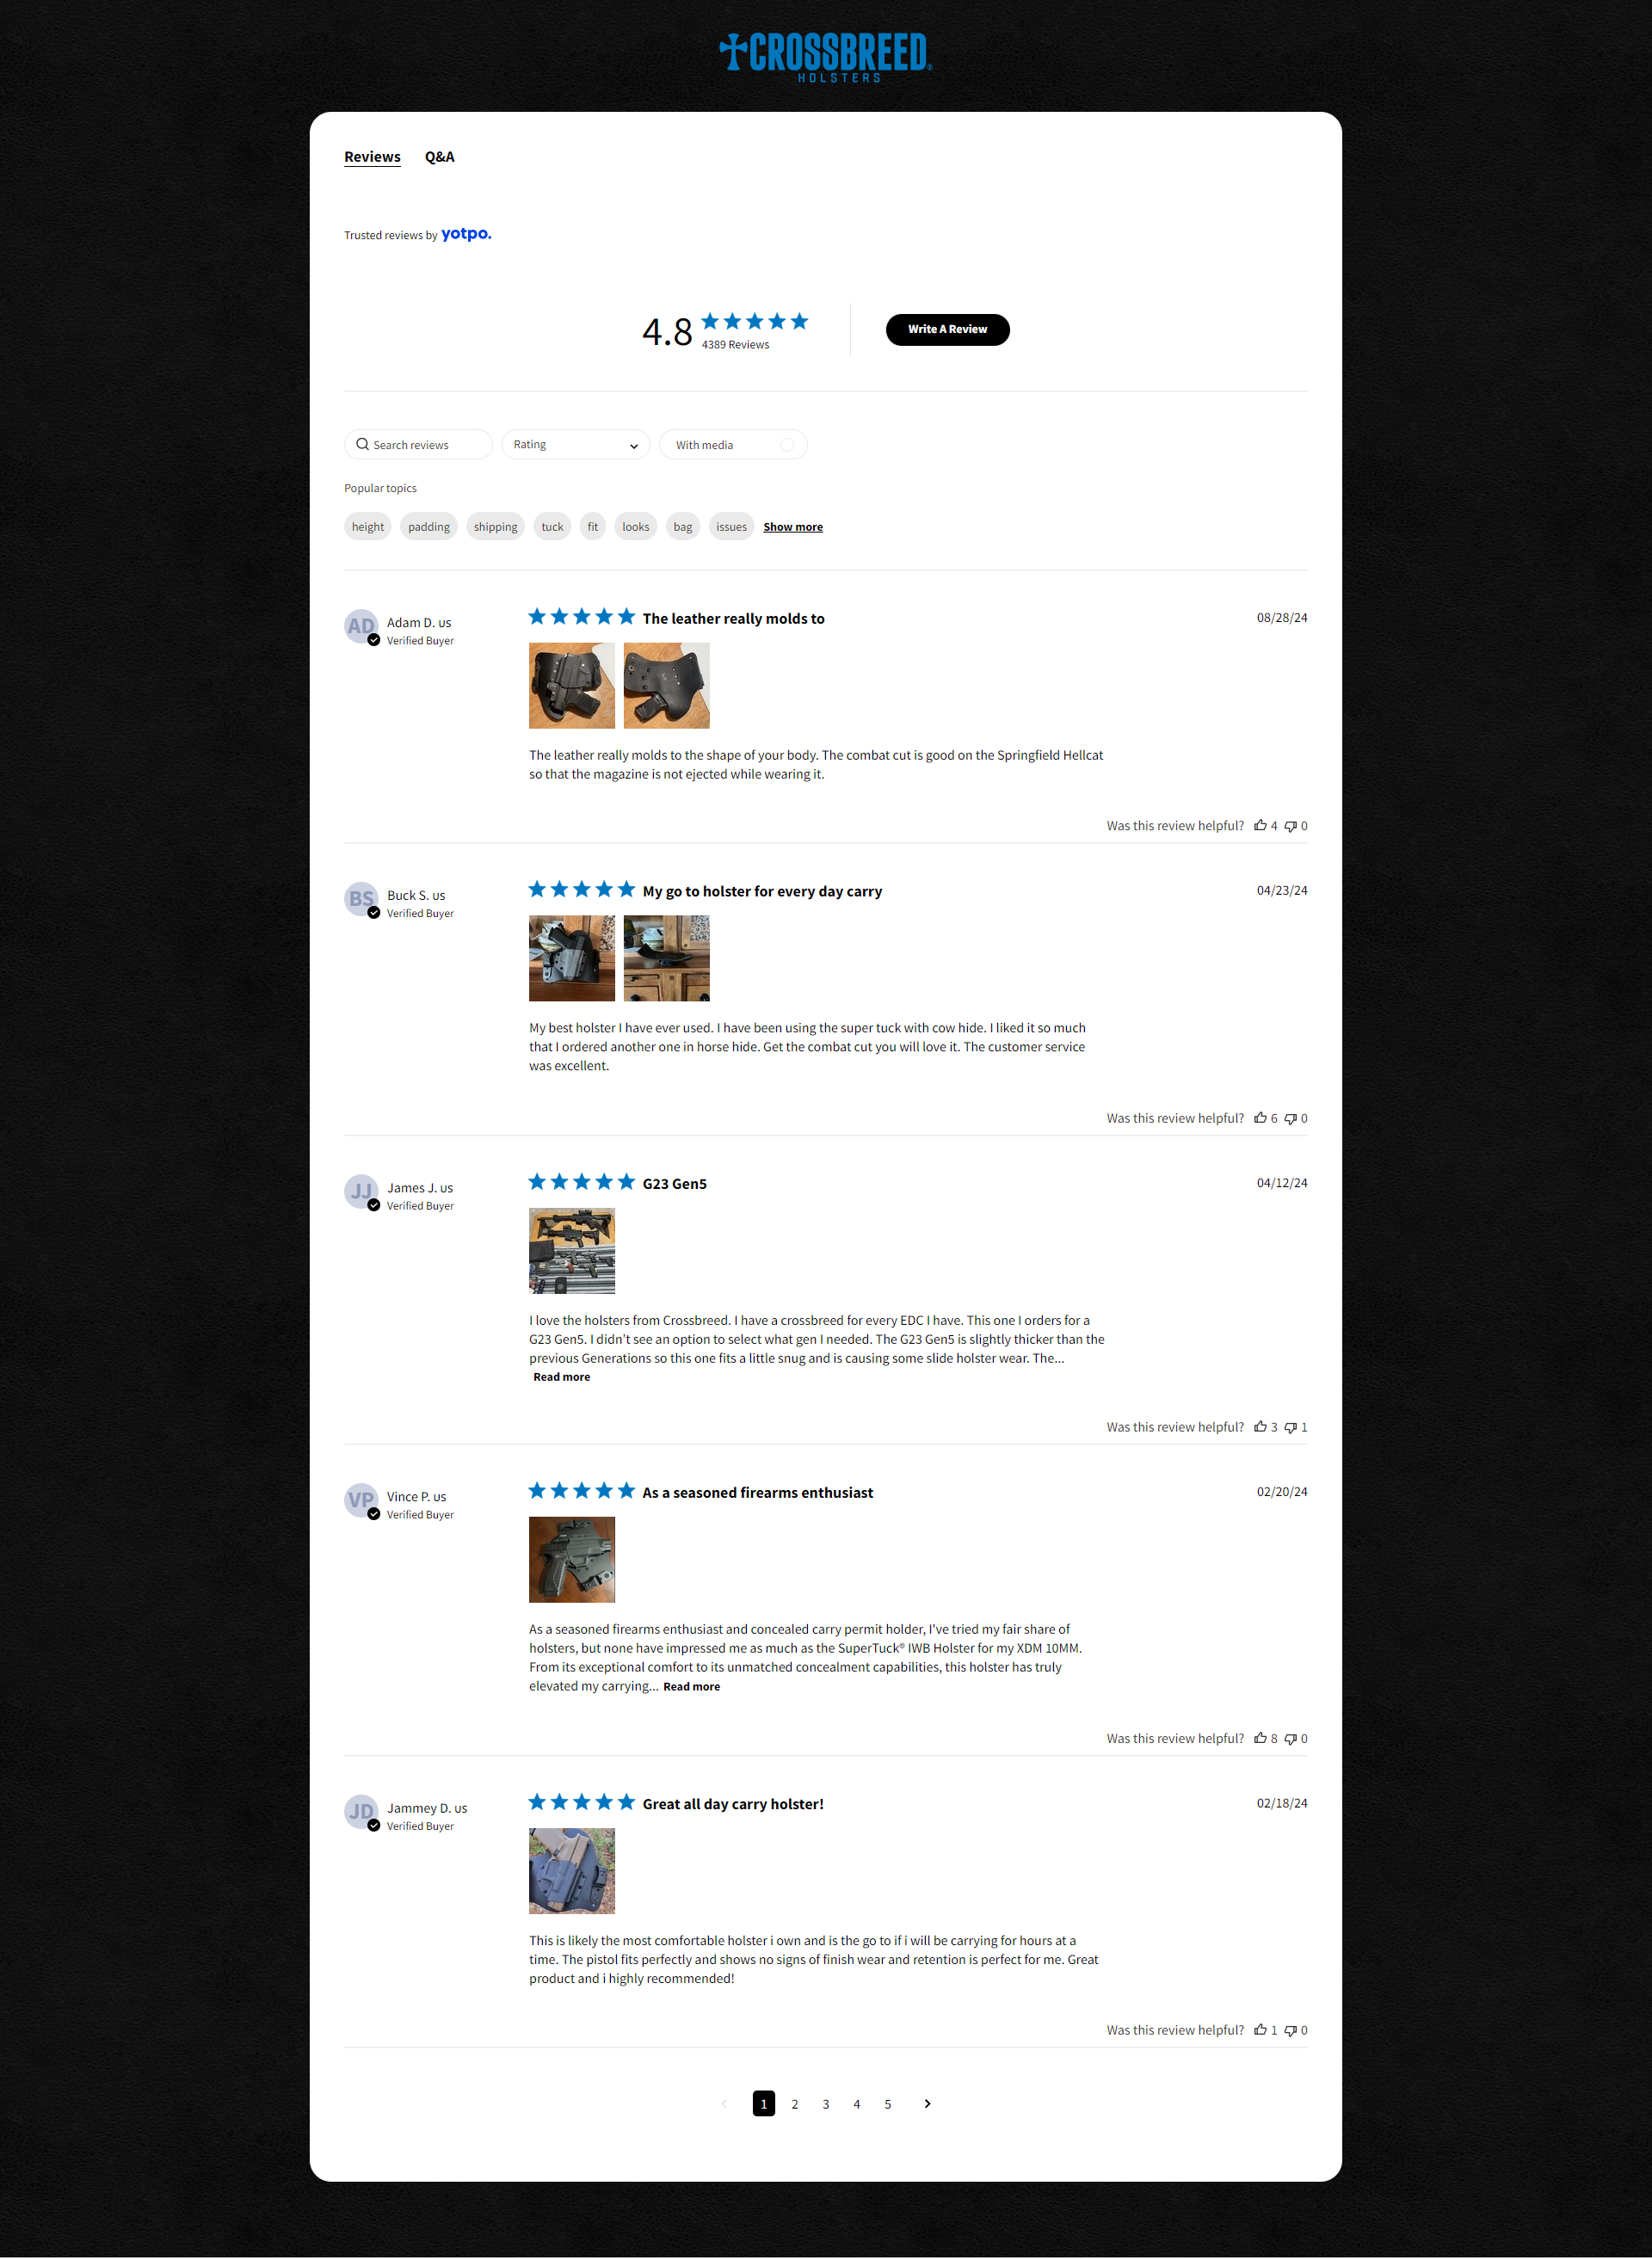 CROSSBREED®
HOLSTERS
Reviews Q&A
Trusted reviews by yotpo.
4.8
4389 Reviews
Write A Review
Search reviews Rating With media
Popular topics
height padding shipping tuck fit looks bag issues Show more
AD Adam D. us
Verified Buyer
The leather really molds to
08/28/24
The leather really molds to the shape of your body. The combat cut is good on the Springfield Hellcat
so that the magazine is not ejected while wearing it.
Was this review helpful? 4 0
BS Buck S. us
Verified Buyer
My go to holster for every day carry
04/23/24
My best holster I have ever used. I have been using the super tuck with cow hide. I liked it so much
that I ordered another one in horse hide. Get the combat cut you will love it. The customer service
was excellent.
Was this review helpful? 6 0
JJ James J. us
Verified Buyer
G23 Gen5
04/12/24
I love the holsters from Crossbreed. I have a crossbreed for every EDC I have. This one I orders for a
G23 Gen5. I didn't see an option to select what gen I needed. The G23 Gen5 is slightly thicker than the
previous Generations so this one fits a little snug and is causing some slide holster wear. The...
Read more
Was this review helpful? 3 1
VP Vince P. us
Verified Buyer
As a seasoned firearms enthusiast
02/20/24
As a seasoned firearms enthusiast and concealed carry permit holder, I've tried my fair share of
holsters, but none have impressed me as much as the SuperTuck® IWB Holster for my XDM 10MM.
From its exceptional comfort to its unmatched concealment capabilities, this holster has truly
elevated my carrying... Read more
Was this review helpful? 8 0
JD Jammey D. us
Verified Buyer
Great all day carry holster!
02/18/24
This is likely the most comfortable holster i own and is the go to if i will be carrying for hours at a
time. The pistol fits perfectly and shows no signs of finish wear and retention is perfect for me. Great
product and i highly recommended!
Was this review helpful? 1 0
1 2 3 4 5